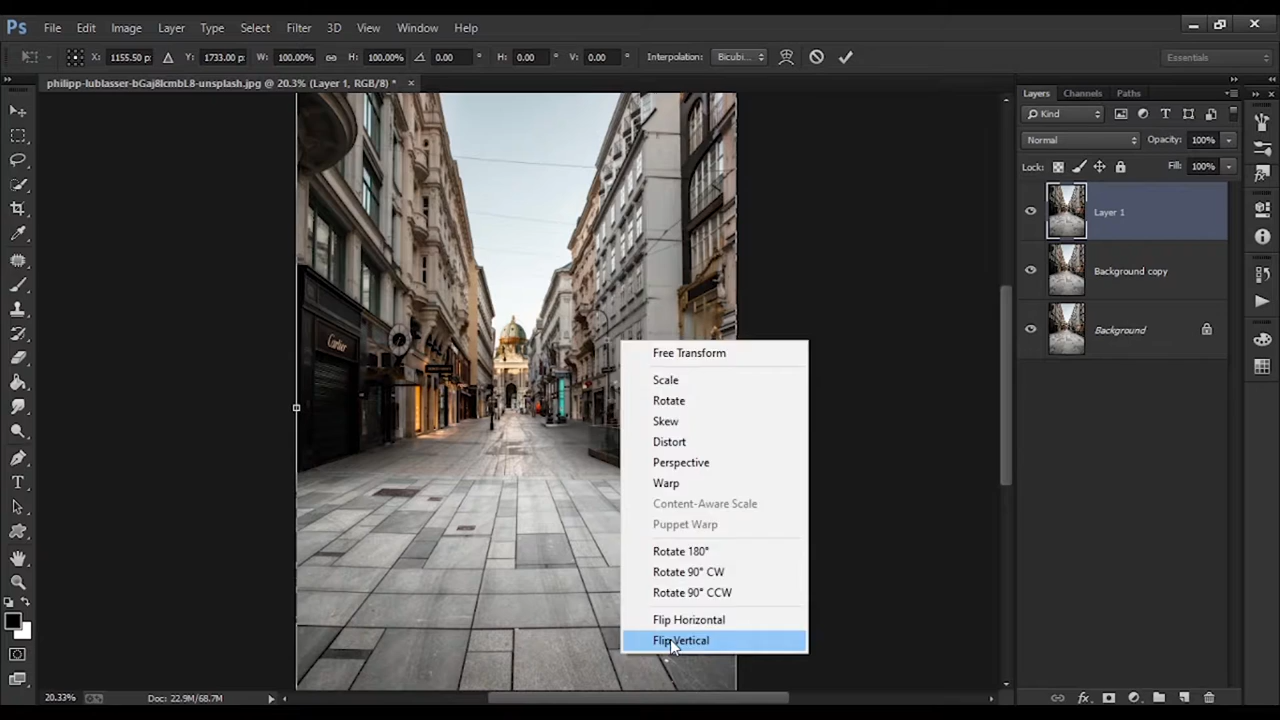 Ps File Edit Image Layer Type Select Filter 3D View Window Help
X: 1155.50 p: Y: 1733.00 p: W: 100.00% H: 100.00% 0.00 ° H: 0.00 ° V: 0.00 ° Interpolation: Bicubi... Essentials
philipp-lublasser-bGaj8lcmbL8-unsplash.jpg @ 20.3% (Layer 1, RGB/8) *
Layers Channels Paths
Kind
Normal Opacity: 100%
Lock: Fill: 100%
Layer 1
Background copy
Background
Cartier
Free Transform
Scale
Rotate
Skew
Distort
Perspective
Warp
Content-Aware Scale
Puppet Warp
Rotate 180°
Rotate 90° CW
Rotate 90° CCW
Flip Horizontal
Flip Vertical
20.33% Doc: 22.9M/68.7M